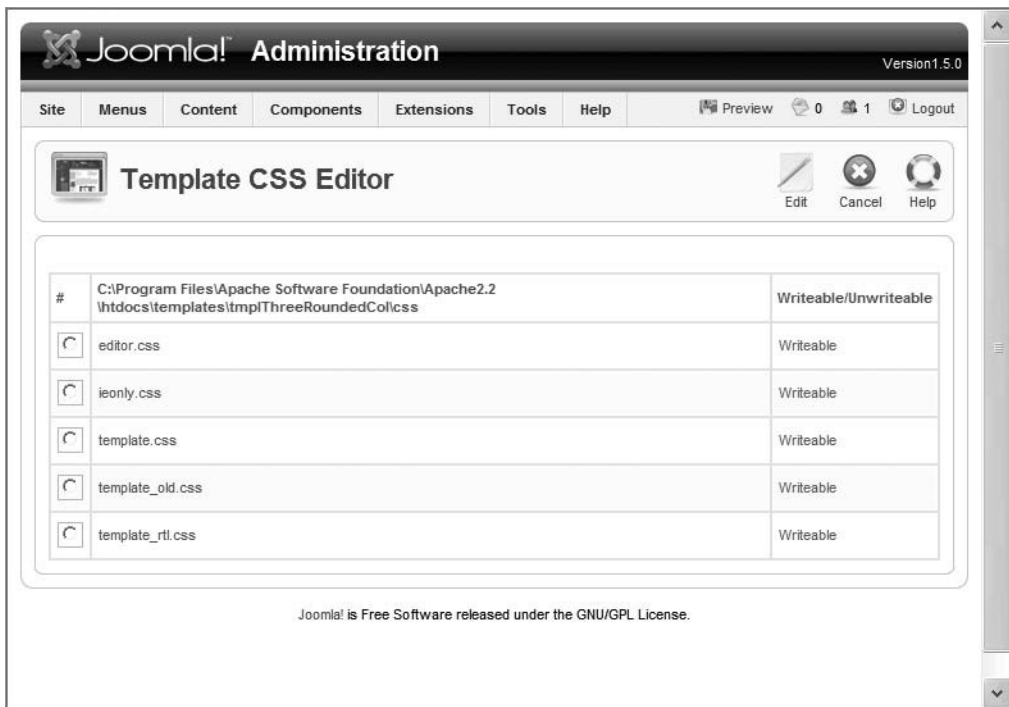 Joomla!™ Administration
Version1.5.0
Site Menus Content Components Extensions Tools Help Preview 0 1 Logout
Template CSS Editor
Edit Cancel Help
# C:\Program Files\Apache Software Foundation\Apache2.2 Writeable/Unwriteable
\htdocs\templates\tmplThreeRoundedCol\css
editor.css Writeable
ieonly.css Writeable
template.css Writeable
template_old.css Writeable
template_rtl.css Writeable
Joomla! is Free Software released under the GNU/GPL License.